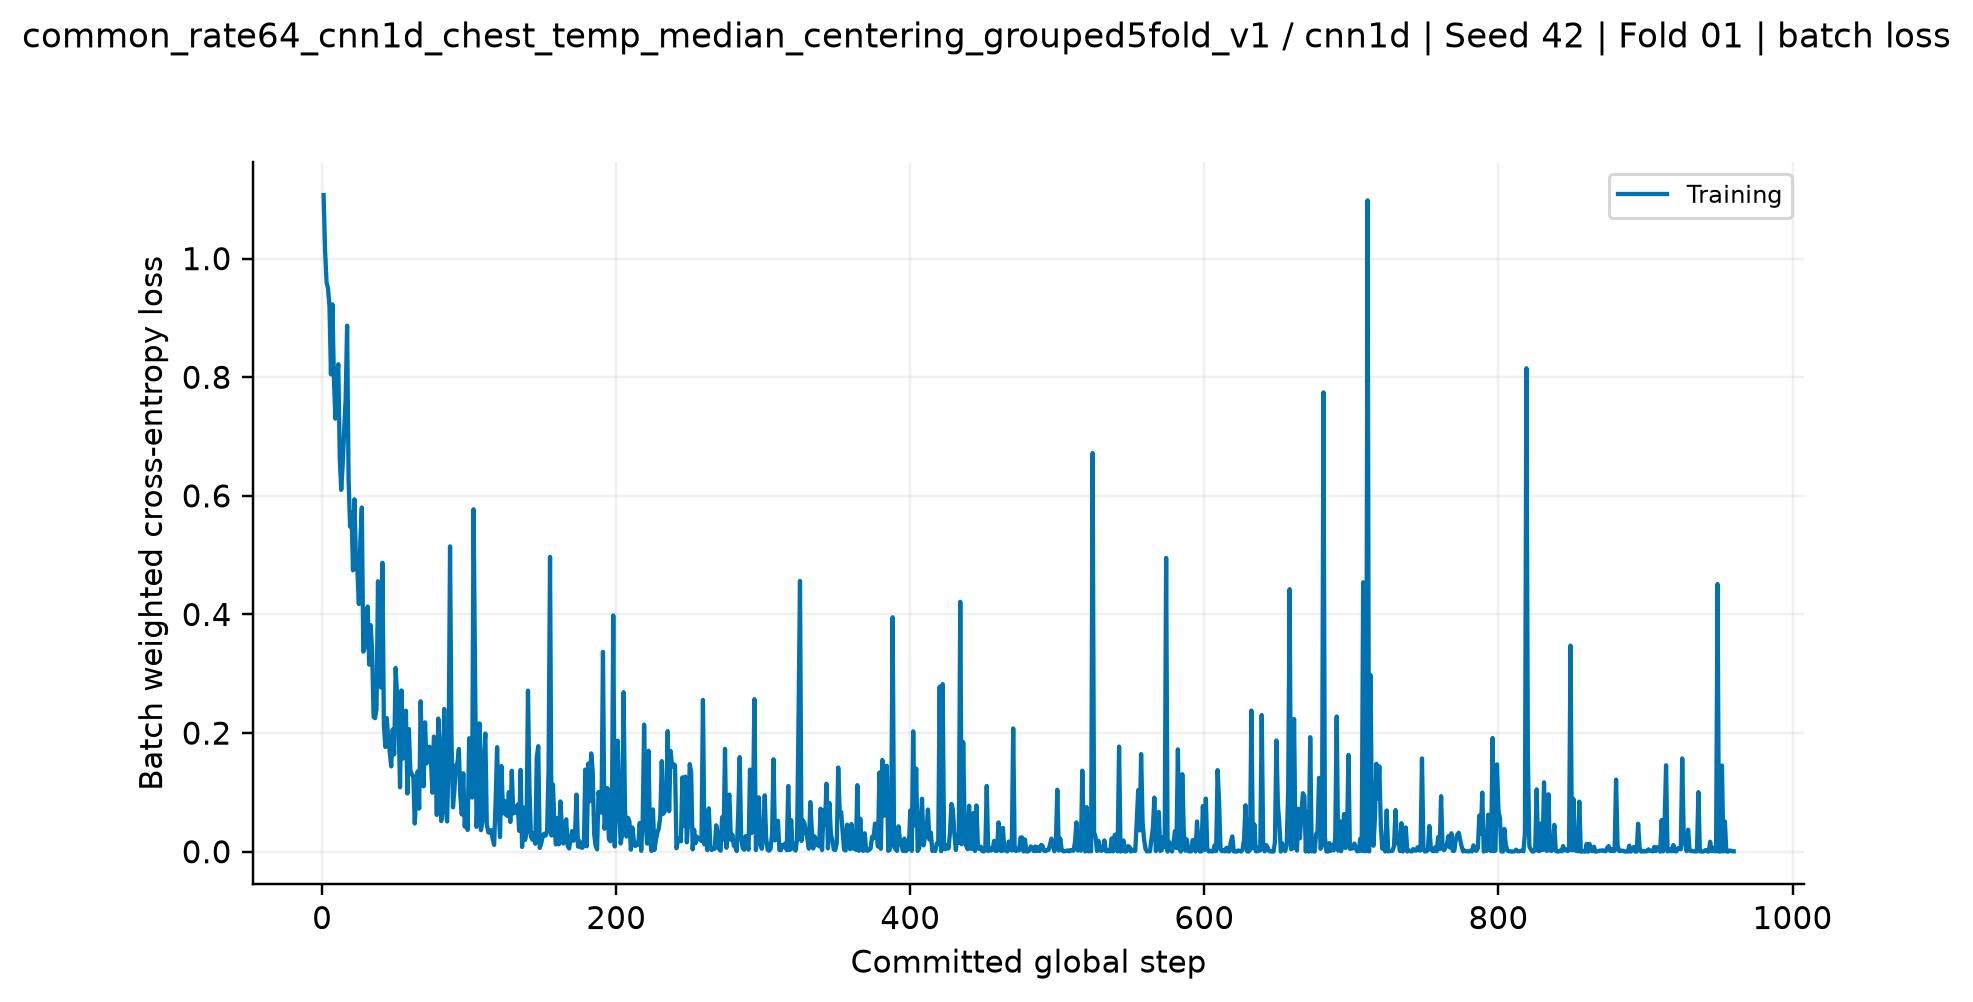 common_rate64_cnn1d_chest_temp_median_centering_grouped5fold_v1 / cnn1d | Seed 42 | Fold 01 | batch loss
Training
Batch weighted cross-entropy loss
1.0
0.8
0.6
0.4
0.2
0.0
0 200 400 600 800 1000
Committed global step